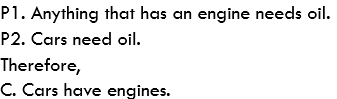 P1. Anything that has an engine needs oil.
P2. Cars need oil.
Therefore,
C. Cars have engines.